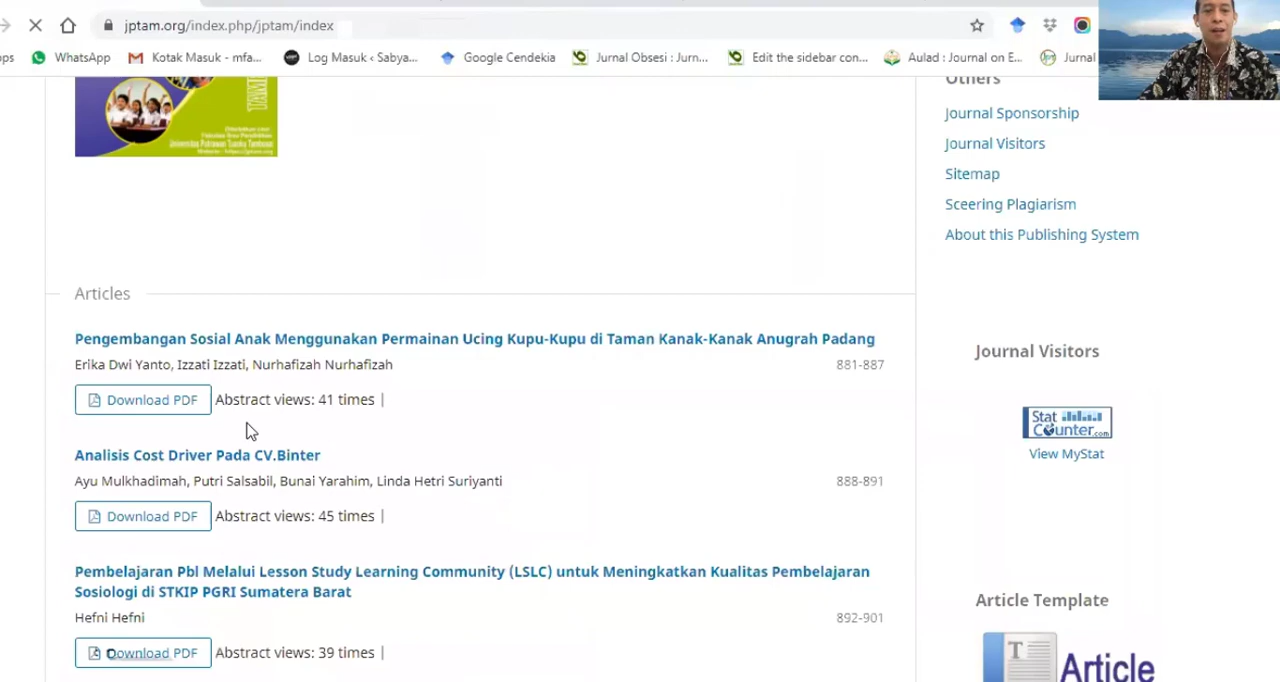 jptam.org/index.php/jptam/index
ps WhatsApp Kotak Masuk - mfa... Log Masuk ‹ Sabya... Google Cendekia Jurnal Obsesi : Jurn... Edit the sidebar con... Aulad : Journal on E... Jurnal
Universitas Pahlawan Tuanku Tambusai
Others
Journal Sponsorship
Journal Visitors
Sitemap
Sceering Plagiarism
About this Publishing System
Articles
Pengembangan Sosial Anak Menggunakan Permainan Ucing Kupu-Kupu di Taman Kanak-Kanak Anugrah Padang
Erika Dwi Yanto, Izzati Izzati, Nurhafizah Nurhafizah 881-887
Download PDF Abstract views: 41 times |
Analisis Cost Driver Pada CV.Binter
Ayu Mulkhadimah, Putri Salsabil, Bunai Yarahim, Linda Hetri Suriyanti 888-891
Download PDF Abstract views: 45 times |
Pembelajaran Pbl Melalui Lesson Study Learning Community (LSLC) untuk Meningkatkan Kualitas Pembelajaran
Sosiologi di STKIP PGRI Sumatera Barat
Hefni Hefni 892-901
Download PDF Abstract views: 39 times |
Journal Visitors
Stat
Counter.com
View MyStat
Article Template
T
Article